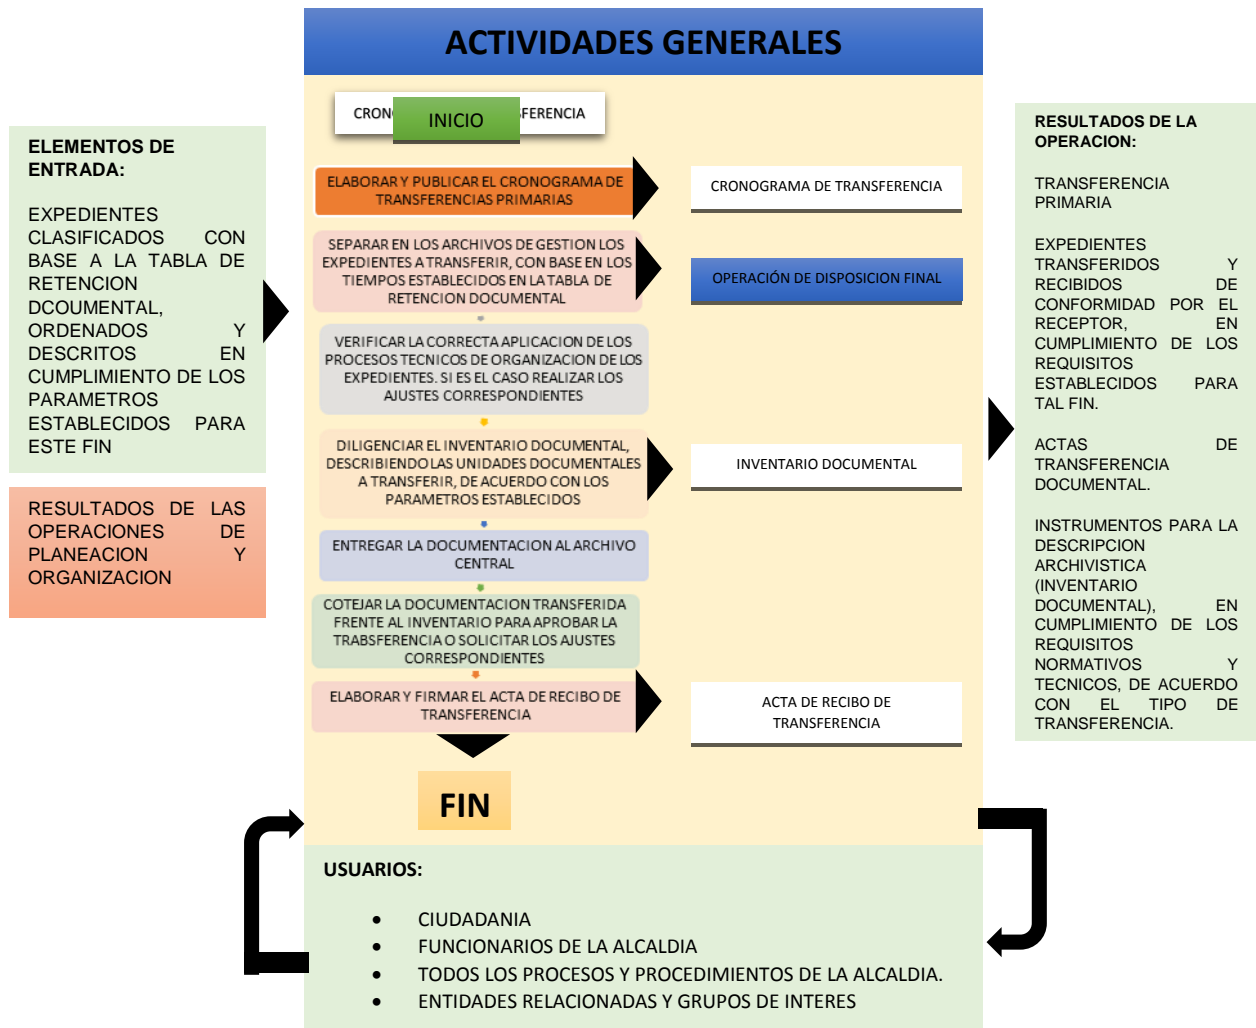 ACTIVIDADES GENERALES
ELEMENTOS DE
ENTRADA:
EXPEDIENTES
CLASIFICADOS CON
BASE A LA TABLA DE
RETENCION
DCOUMENTAL,
ORDENADOS Y
DESCRITOS EN
CUMPLIMIENTO DE LOS
PARAMETROS
ESTABLECIDOS PARA
ESTE FIN
RESULTADOS DE LAS
OPERACIONES DE
PLANEACION Y
ORGANIZACION
INICIO
ELABORAR Y PUBLICAR EL CRONOGRAMA DE
TRANSFERENCIAS PRIMARIAS
CRONOGRAMA DE TRANSFERENCIA
SEPARAR EN LOS ARCHIVOS DE GESTION LOS
EXPEDIENTES A TRANSFERIR, CON BASE EN LOS
TIEMPOS ESTABLECIDOS EN LA TABLA DE
RETENCION DOCUMENTAL
OPERACIÓN DE DISPOSICION FINAL
VERIFICAR LA CORRECTA APLICACION DE LOS
PROCESOS TECNICOS DE ORGANIZACION DE LOS
EXPEDIENTES. SI ES EL CASO REALIZAR LOS
AJUSTES CORRESPONDIENTES
DILIGENCIAR EL INVENTARIO DOCUMENTAL,
DESCRIBIENDO LAS UNIDADES DOCUMENTALES
A TRANSFERIR, DE ACUERDO CON LOS
PARAMETROS ESTABLECIDOS
INVENTARIO DOCUMENTAL
ENTREGAR LA DOCUMENTACION AL ARCHIVO
CENTRAL
COTEJAR LA DOCUMENTACION TRANSFERIDA
FRENTE AL INVENTARIO PARA APROBAR LA
TRABSFERENCIA O SOLICITAR LOS AJUSTES
CORRESPONDIENTES
ELABORAR Y FIRMAR EL ACTA DE RECIBO DE
TRANSFERENCIA
ACTA DE RECIBO DE
TRANSFERENCIA
FIN
RESULTADOS DE LA
OPERACION:
TRANSFERENCIA
PRIMARIA
EXPEDIENTES
TRANSFERIDOS Y
RECIBIDOS DE
CONFORMIDAD POR EL
RECEPTOR, EN
CUMPLIMIENTO DE LOS
REQUISITOS
ESTABLECIDOS PARA
TAL FIN.
ACTAS DE
TRANSFERENCIA
DOCUMENTAL.
INSTRUMENTOS PARA LA
DESCRIPCION
ARCHIVISTICA
(INVENTARIO
DOCUMENTAL), EN
CUMPLIMIENTO DE LOS
REQUISITOS
NORMATIVOS Y
TECNICOS, DE ACUERDO
CON EL TIPO DE
TRANSFERENCIA.
USUARIOS:
• CIUDADANIA
• FUNCIONARIOS DE LA ALCALDIA
• TODOS LOS PROCESOS Y PROCEDIMIENTOS DE LA ALCALDIA.
• ENTIDADES RELACIONADAS Y GRUPOS DE INTERES